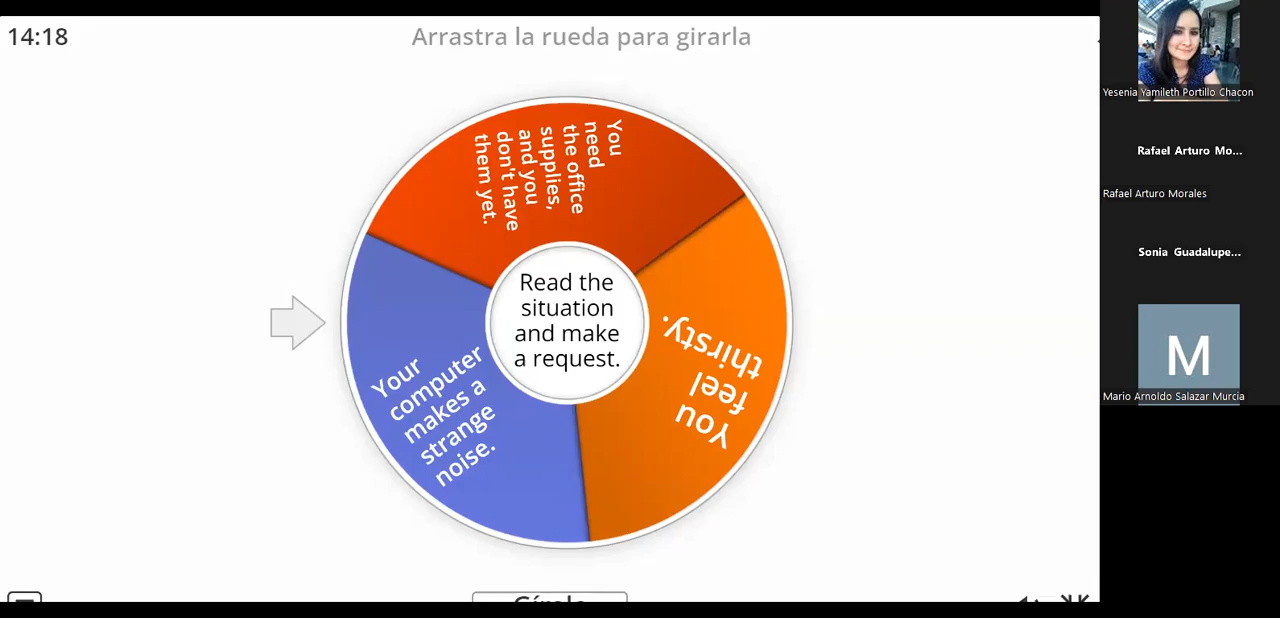 14:18
Arrastra la rueda para girarla
You
need
the office
supplies,
and you
don't have
them yet.
You
feel
thirsty.
Your
computer
makes a
strange
noise.
Read the
situation
and make
a request.
Yesenia Yamileth Portillo Chacon
Rafael Arturo Mo...
Rafael Arturo Morales
Sonia Guadalupe...
M
Mario Arnoldo Salazar Murcia